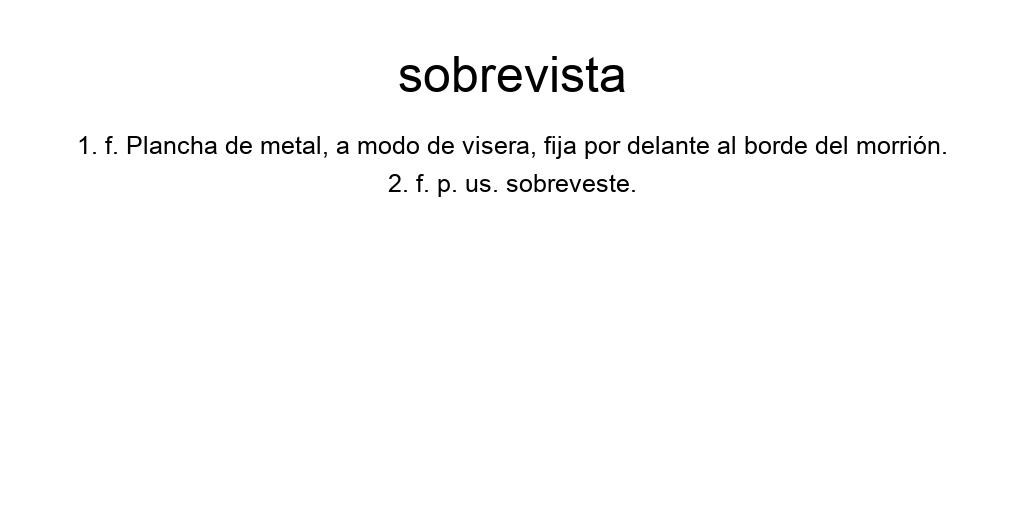 sobrevista
1. f. Plancha de metal, a modo de visera, fija por delante al borde del morrión.
2. f. p. us. sobreveste.